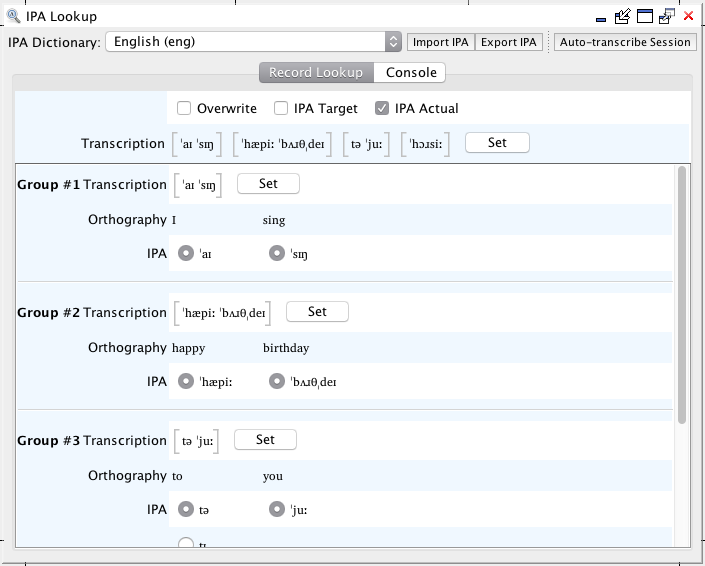 IPA Lookup
IPA Dictionary: English (eng) Import IPA Export IPA Auto-transcribe Session
Record Lookup Console
Overwrite IPA Target IPA Actual
Transcription [ˈaɪ ˈsɪŋ] [ˈhæpiː ˈbʌɹθˌdeɪ] [tə ˈjuː] [ˈhɔɹsiː] Set
Group #1 Transcription [ˈaɪ ˈsɪŋ] Set
Orthography I sing
IPA ˈaɪ ˈsɪŋ
Group #2 Transcription [ˈhæpiː ˈbʌɹθˌdeɪ] Set
Orthography happy birthday
IPA ˈhæpiː ˈbʌɹθˌdeɪ
Group #3 Transcription [tə ˈjuː] Set
Orthography to you
IPA tə ˈjuː